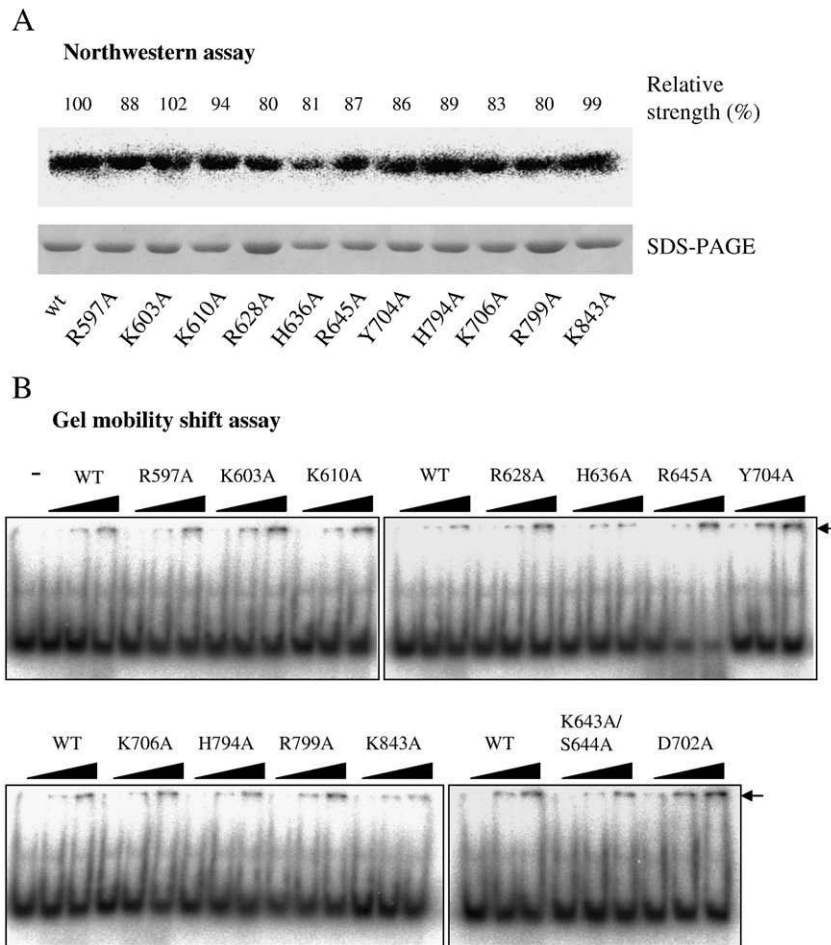 A
Northwestern assay
100 88 102 94 80 81 87 86 89 83 80 99
Relative
strength (%)
SDS-PAGE
wt R597A K603A K610A R628A H636A R645A Y704A H794A K706A R799A K843A
B
Gel mobility shift assay
- WT R597A K603A K610A WT R628A H636A R645A Y704A
WT K706A H794A R799A K843A WT K643A/
S644A D702A